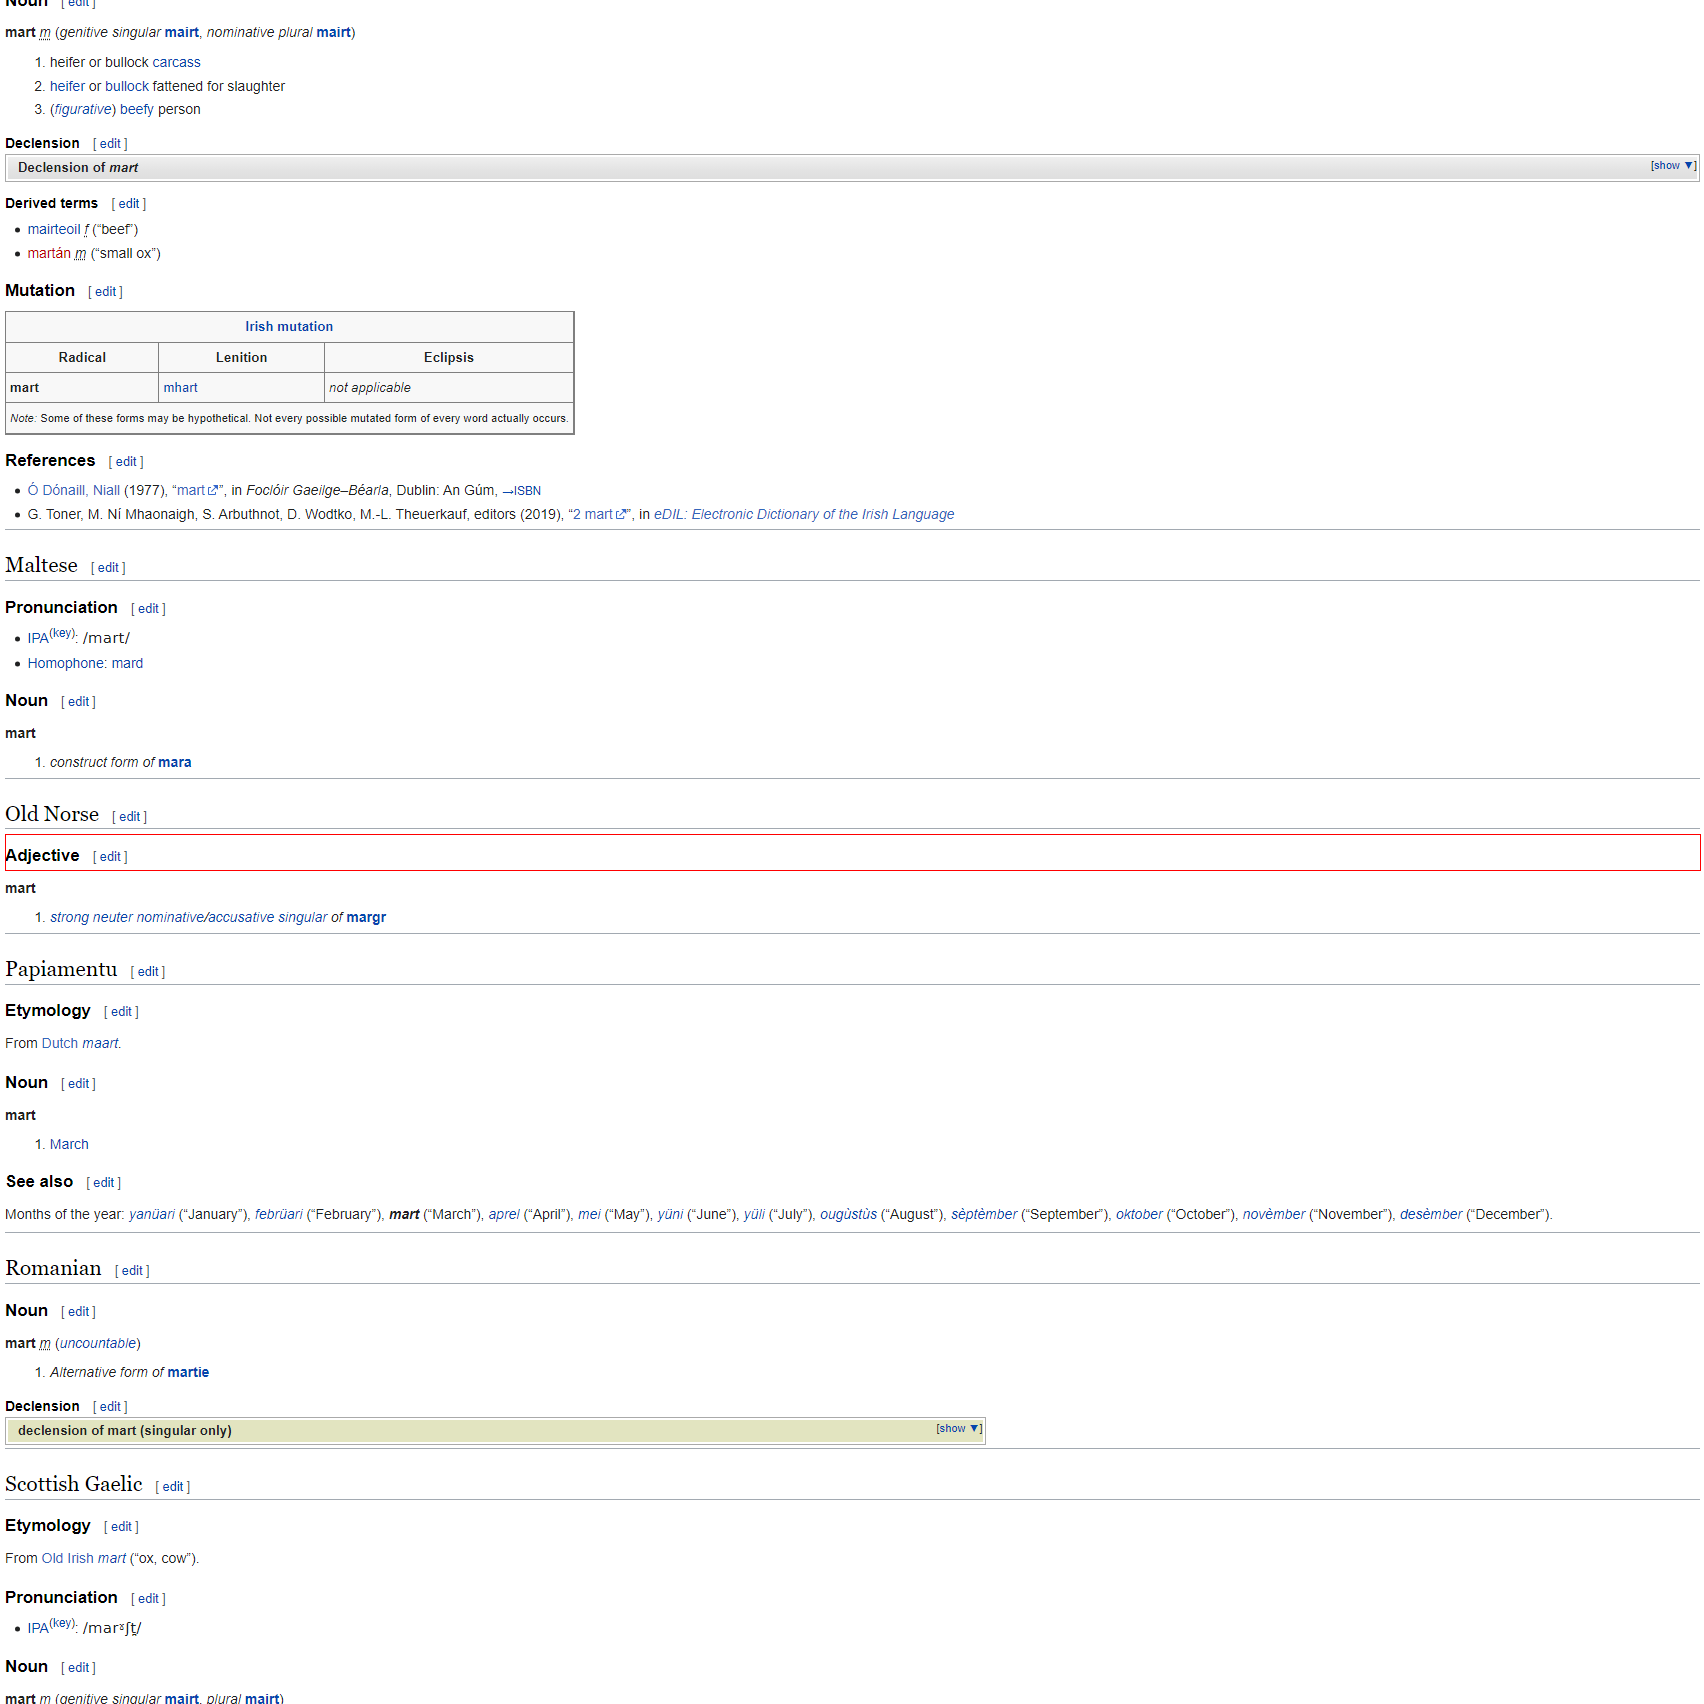 Noun [ edit ]
mart m (genitive singular mairt, nominative plural mairt)
1. heifer or bullock carcass
2. heifer or bullock fattened for slaughter
3. (figurative) beefy person
Declension [ edit ]
Declension of mart [show ▼]
Derived terms [ edit ]
• mairteoil f (“beef”)
• martán m (“small ox”)
Mutation [ edit ]
Irish mutation
Radical Lenition Eclipsis
mart mhart not applicable
Note: Some of these forms may be hypothetical. Not every possible mutated form of every word actually occurs.
References [ edit ]
• Ó Dónaill, Niall (1977), “mart”, in Foclóir Gaeilge–Béarla, Dublin: An Gúm, →ISBN
• G. Toner, M. Ní Mhaonaigh, S. Arbuthnot, D. Wodtko, M.-L. Theuerkauf, editors (2019), “2 mart”, in eDIL: Electronic Dictionary of the Irish Language
Maltese [ edit ]
Pronunciation [ edit ]
• IPA(key): /mart/
• Homophone: mard
Noun [ edit ]
mart
1. construct form of mara
Old Norse [ edit ]
Adjective [ edit ]
mart
1. strong neuter nominative/accusative singular of margr
Papiamentu [ edit ]
Etymology [ edit ]
From Dutch maart.
Noun [ edit ]
mart
1. March
See also [ edit ]
Months of the year: yanüari (“January”), febrüari (“February”), mart (“March”), aprel (“April”), mei (“May”), yüni (“June”), yüli (“July”), ougùstùs (“August”), sèptèmber (“September”), oktober (“October”), novèmber (“November”), desèmber (“December”).
Romanian [ edit ]
Noun [ edit ]
mart m (uncountable)
1. Alternative form of martie
Declension [ edit ]
declension of mart (singular only) [show ▼]
Scottish Gaelic [ edit ]
Etymology [ edit ]
From Old Irish mart (“ox, cow”).
Pronunciation [ edit ]
• IPA(key): /marˠʃt̪/
Noun [ edit ]
mart m (genitive singular mairt, plural mairt)